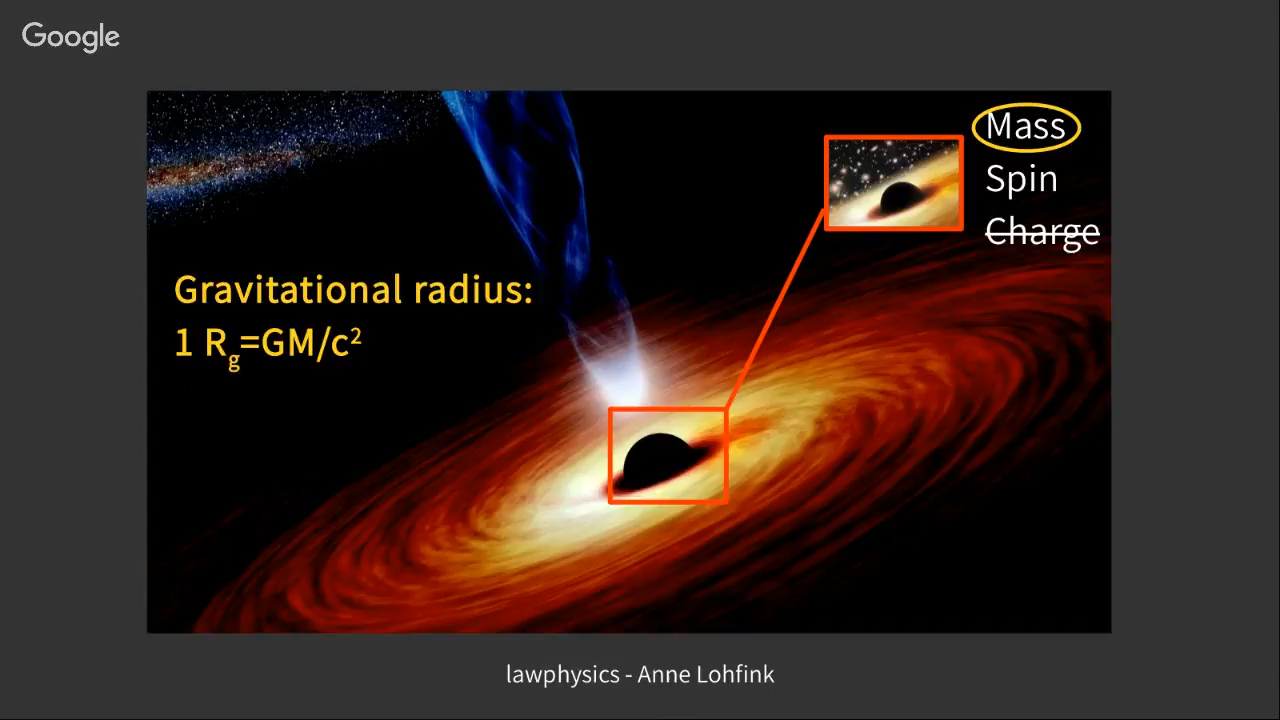 Google
Mass
Spin
Charge
Gravitational radius:
1 Rg=GM/c²
lawphysics - Anne Lohfink